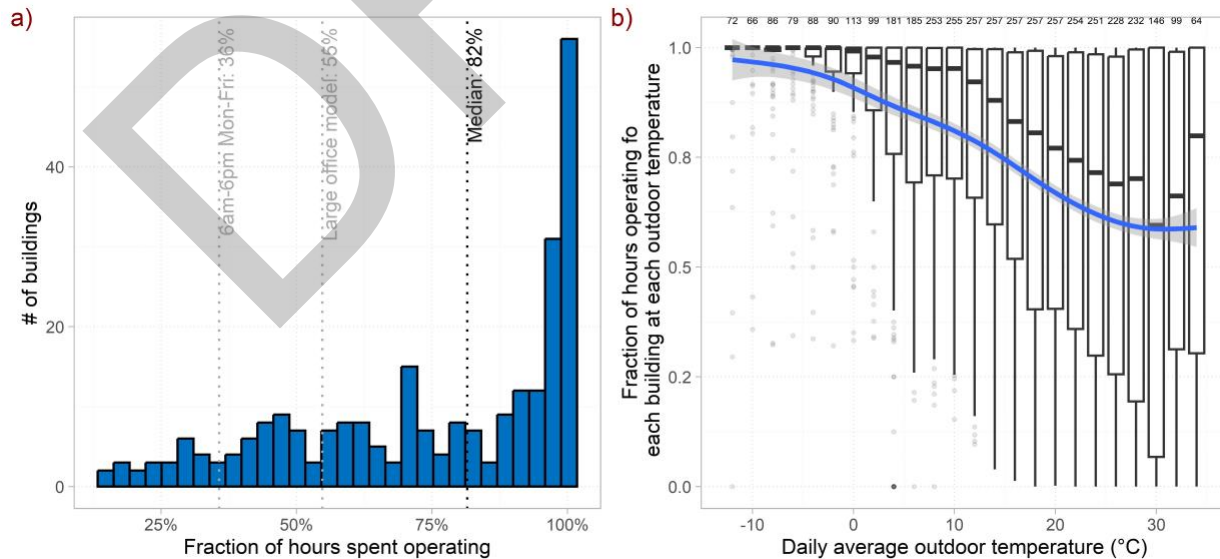 a)
# of buildings
40
20
0
6am-6pm Mon-Fri: 36%
Large office model: 55%
Median: 82%
25%
50%
75%
100%
Fraction of hours spent operating
b)
72 66 86 79 88 90 113 99 181 185 253 255 257 257 257 257 257 254 251 228 232 146 99 64
Fraction of hours operating fo
each building at each outdoor temperature
1.0
0.8
0.5
0.2
0.0
-10
0
10
20
30
Daily average outdoor temperature (°C)